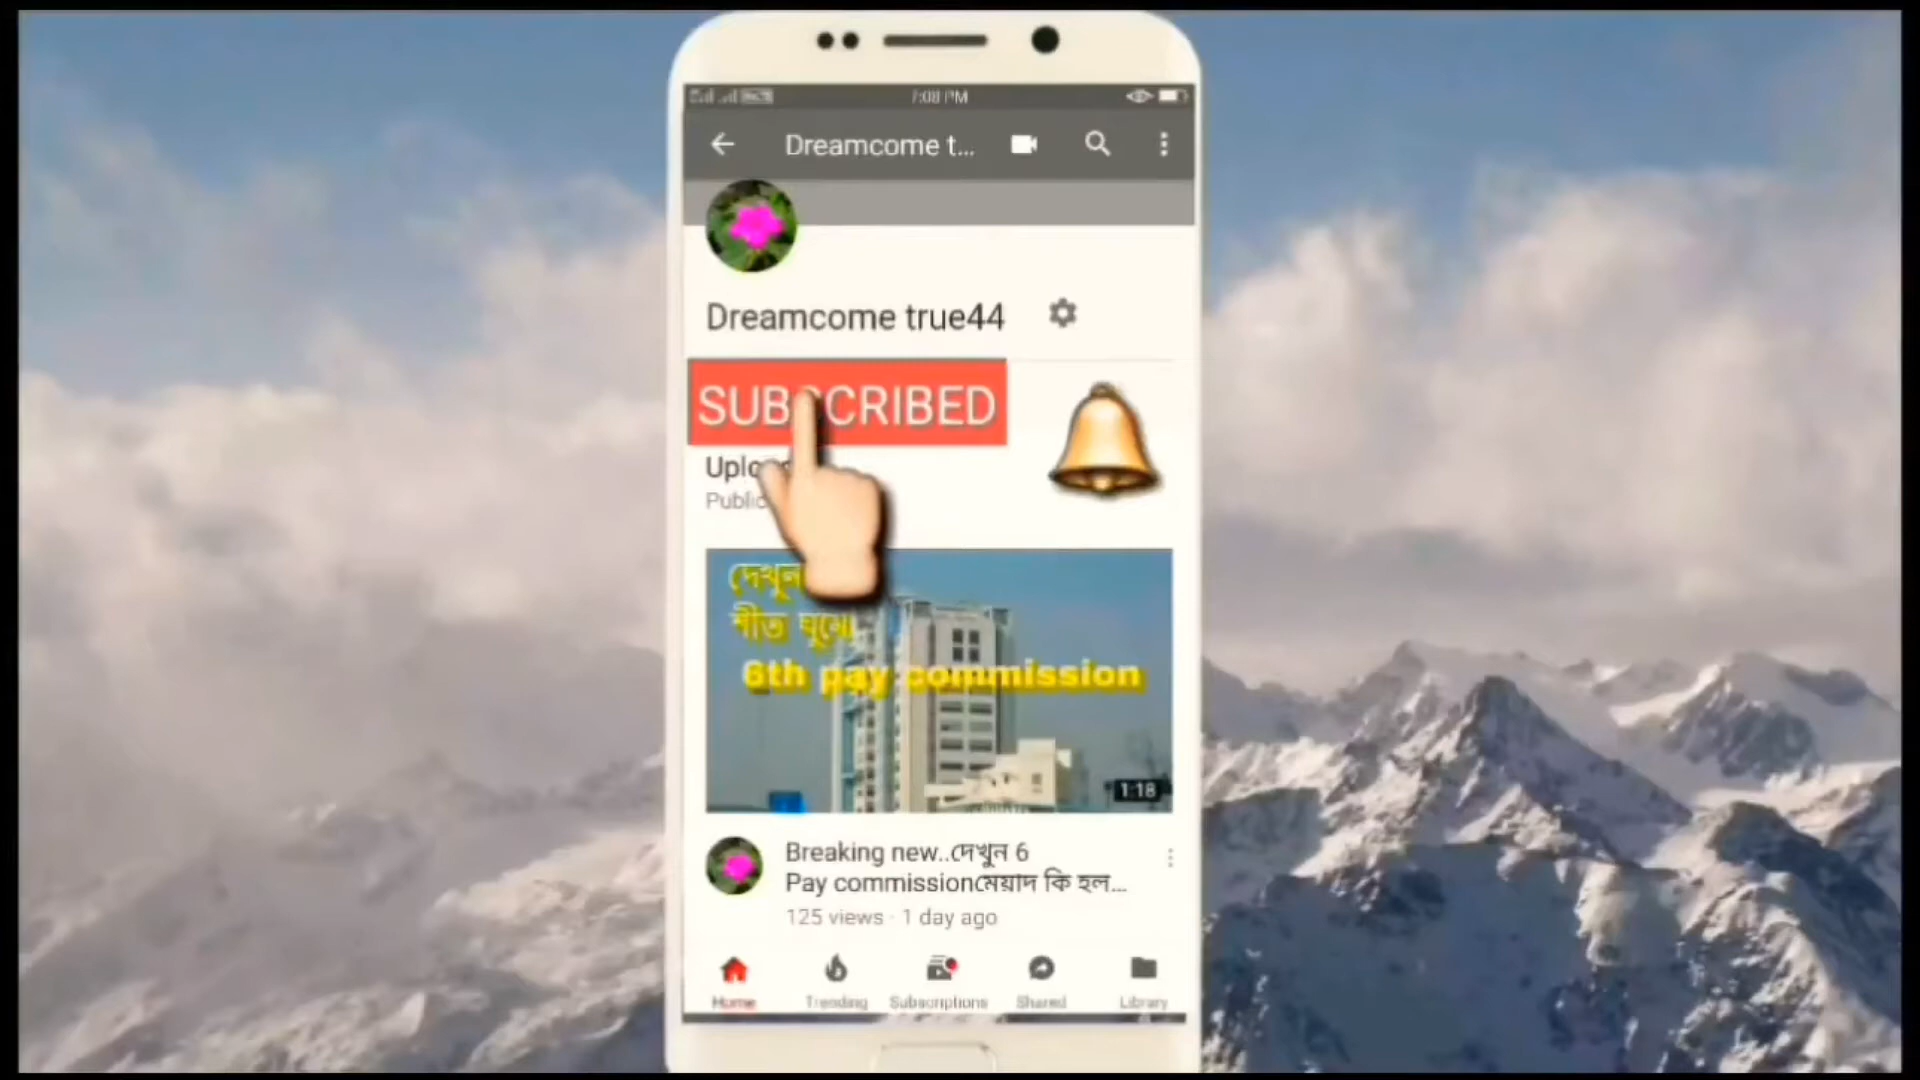 7:08 PM
Dreamcome t...
Dreamcome true44
SUBSCRIBED
দেখুন
শীত ঘুমে
6th pay commission
1:18
Breaking new..দেখুন 6
Pay commissionমেয়াদ কি হল...
125 views · 1 day ago
Home Trending Subscriptions Shared Library